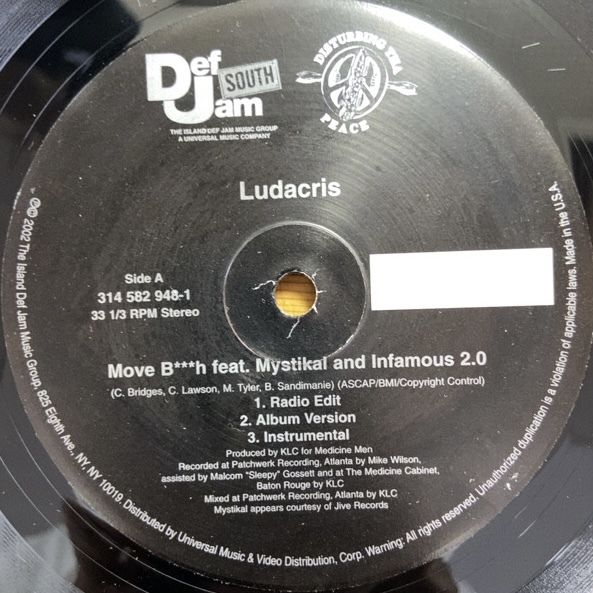 Def
SOUTH
Jam
THE ISLAND DEF JAM MUSIC GROUP
A UNIVERSAL MUSIC COMPANY
DISTURBING THA
PEACE
Ludacris
Side A
314 582 948-1
33 1/3 RPM Stereo
Move B***h feat. Mystikal and Infamous 2.0
(C. Bridges, C. Lawson, M. Tyler, B. Sandimanie) (ASCAP/BMI/Copyright Control)
1. Radio Edit
2. Album Version
3. Instrumental
Produced by KLC for Medicine Men
Recorded at Patchwerk Recording, Atlanta by Mike Wilson,
assisted by Malcom "Sleepy" Gossett and at The Medicine Cabinet,
Baton Rouge by KLC
Mixed at Patchwerk Recording, Atlanta by KLC
Mystikal appears courtesy of Jive Records
℗© 2002 The Island Def Jam Music Group, 825 Eighth Ave., NY, NY 10019. Distributed by Universal Music & Video Distribution, Corp. Warning: All rights reserved. Unauthorized duplication is a violation of applicable laws. Made in the U.S.A.